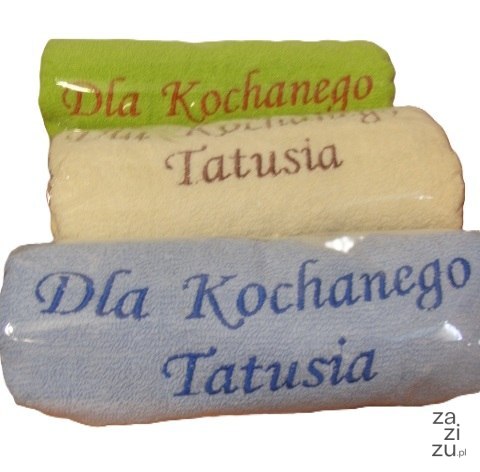 Dla Kochanego
Dla Kochanego
Tatusia
Dla Kochanego
Tatusia
za
zi
zu.pl